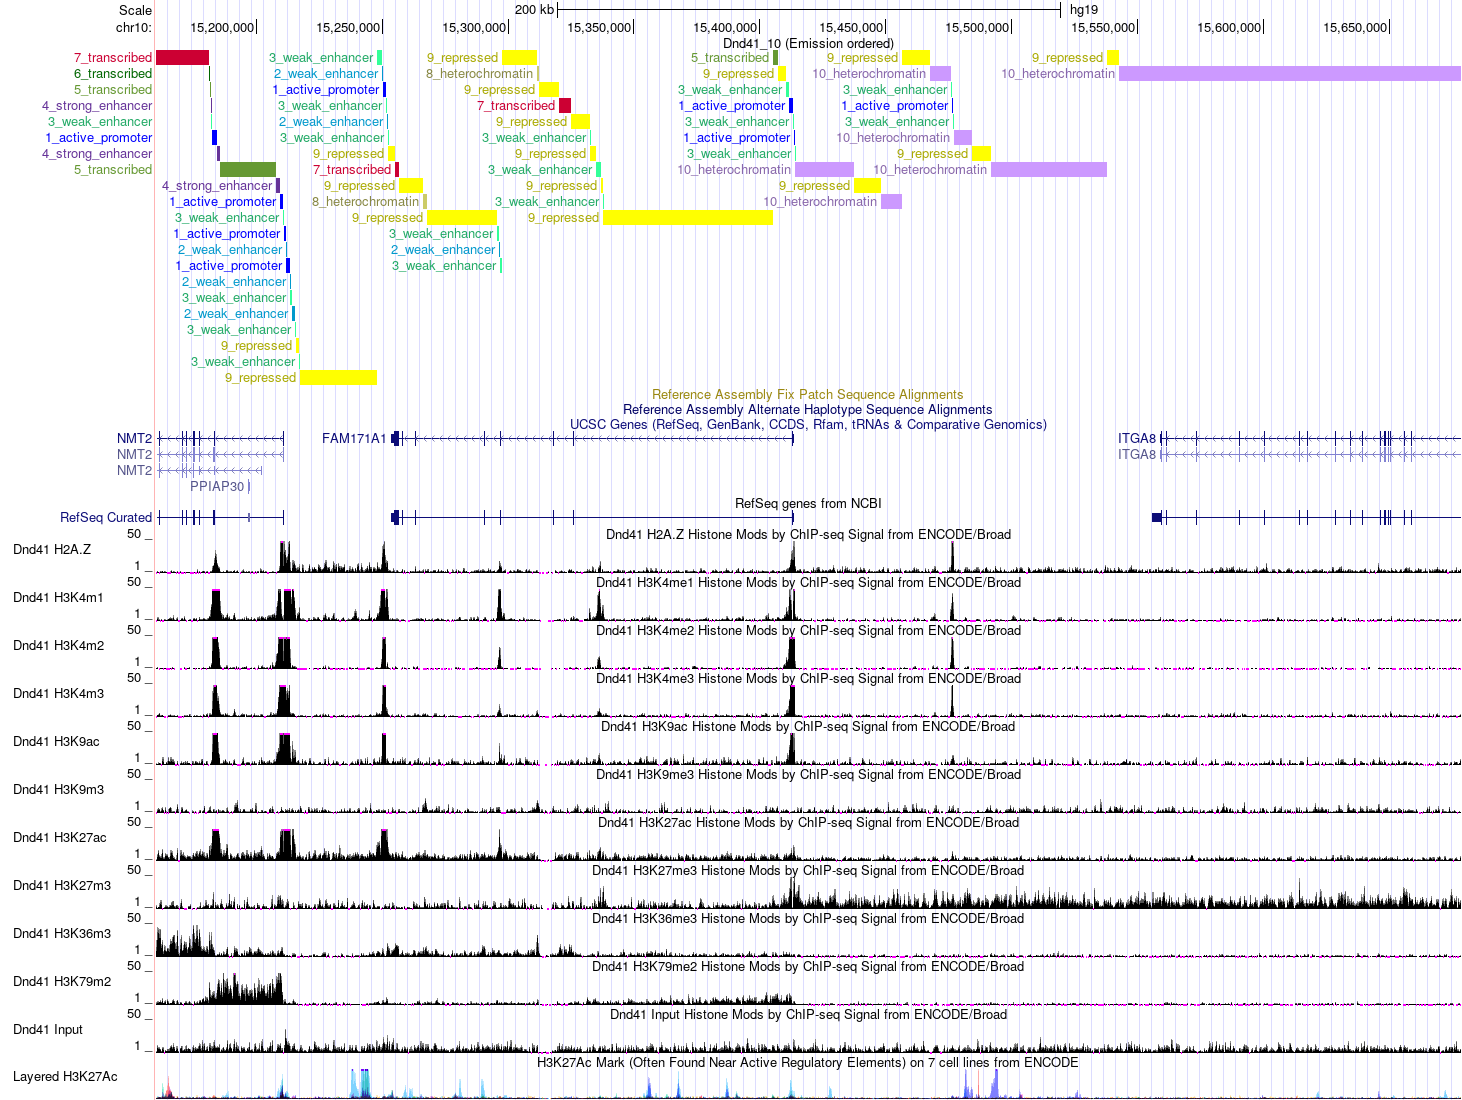 Scale 200 kb hg19
chr10: 15,200,000 15,250,000 15,300,000 15,350,000 15,400,000 15,450,000 15,500,000 15,550,000 15,600,000 15,650,000
Dnd41_10 (Emission ordered)
7_transcribed 3_weak_enhancer 9_repressed 5_transcribed 9_repressed 9_repressed
6_transcribed 2_weak_enhancer 8_heterochromatin 9_repressed 10_heterochromatin 10_heterochromatin
5_transcribed 1_active_promoter 9_repressed 3_weak_enhancer 3_weak_enhancer
4_strong_enhancer 3_weak_enhancer 7_transcribed 1_active_promoter 1_active_promoter
3_weak_enhancer 2_weak_enhancer 9_repressed 3_weak_enhancer 3_weak_enhancer
1_active_promoter 3_weak_enhancer 3_weak_enhancer 1_active_promoter 10_heterochromatin
4_strong_enhancer 9_repressed 9_repressed 3_weak_enhancer 9_repressed
5_transcribed 7_transcribed 3_weak_enhancer 10_heterochromatin 10_heterochromatin
4_strong_enhancer 9_repressed 9_repressed 9_repressed
1_active_promoter 8_heterochromatin 3_weak_enhancer 10_heterochromatin
3_weak_enhancer 9_repressed 9_repressed
1_active_promoter 3_weak_enhancer
2_weak_enhancer 2_weak_enhancer
1_active_promoter 3_weak_enhancer
2_weak_enhancer
3_weak_enhancer
2_weak_enhancer
3_weak_enhancer
9_repressed
3_weak_enhancer
9_repressed
Reference Assembly Fix Patch Sequence Alignments
Reference Assembly Alternate Haplotype Sequence Alignments
UCSC Genes (RefSeq, GenBank, CCDS, Rfam, tRNAs & Comparative Genomics)
NMT2 FAM171A1 ITGA8
NMT2 ITGA8
NMT2
PPIAP30
RefSeq genes from NCBI
RefSeq Curated
50 _ Dnd41 H2A.Z Histone Mods by ChIP-seq Signal from ENCODE/Broad
Dnd41 H2A.Z
1 _
50 _ Dnd41 H3K4me1 Histone Mods by ChIP-seq Signal from ENCODE/Broad
Dnd41 H3K4m1
1 _
50 _ Dnd41 H3K4me2 Histone Mods by ChIP-seq Signal from ENCODE/Broad
Dnd41 H3K4m2
1 _
50 _ Dnd41 H3K4me3 Histone Mods by ChIP-seq Signal from ENCODE/Broad
Dnd41 H3K4m3
1 _
50 _ Dnd41 H3K9ac Histone Mods by ChIP-seq Signal from ENCODE/Broad
Dnd41 H3K9ac
1 _
50 _ Dnd41 H3K9me3 Histone Mods by ChIP-seq Signal from ENCODE/Broad
Dnd41 H3K9m3
1 _
50 _ Dnd41 H3K27ac Histone Mods by ChIP-seq Signal from ENCODE/Broad
Dnd41 H3K27ac
1 _
50 _ Dnd41 H3K27me3 Histone Mods by ChIP-seq Signal from ENCODE/Broad
Dnd41 H3K27m3
1 _
50 _ Dnd41 H3K36me3 Histone Mods by ChIP-seq Signal from ENCODE/Broad
Dnd41 H3K36m3
1 _
50 _ Dnd41 H3K79me2 Histone Mods by ChIP-seq Signal from ENCODE/Broad
Dnd41 H3K79m2
1 _
50 _ Dnd41 Input Histone Mods by ChIP-seq Signal from ENCODE/Broad
Dnd41 Input
1 _
H3K27Ac Mark (Often Found Near Active Regulatory Elements) on 7 cell lines from ENCODE
Layered H3K27Ac